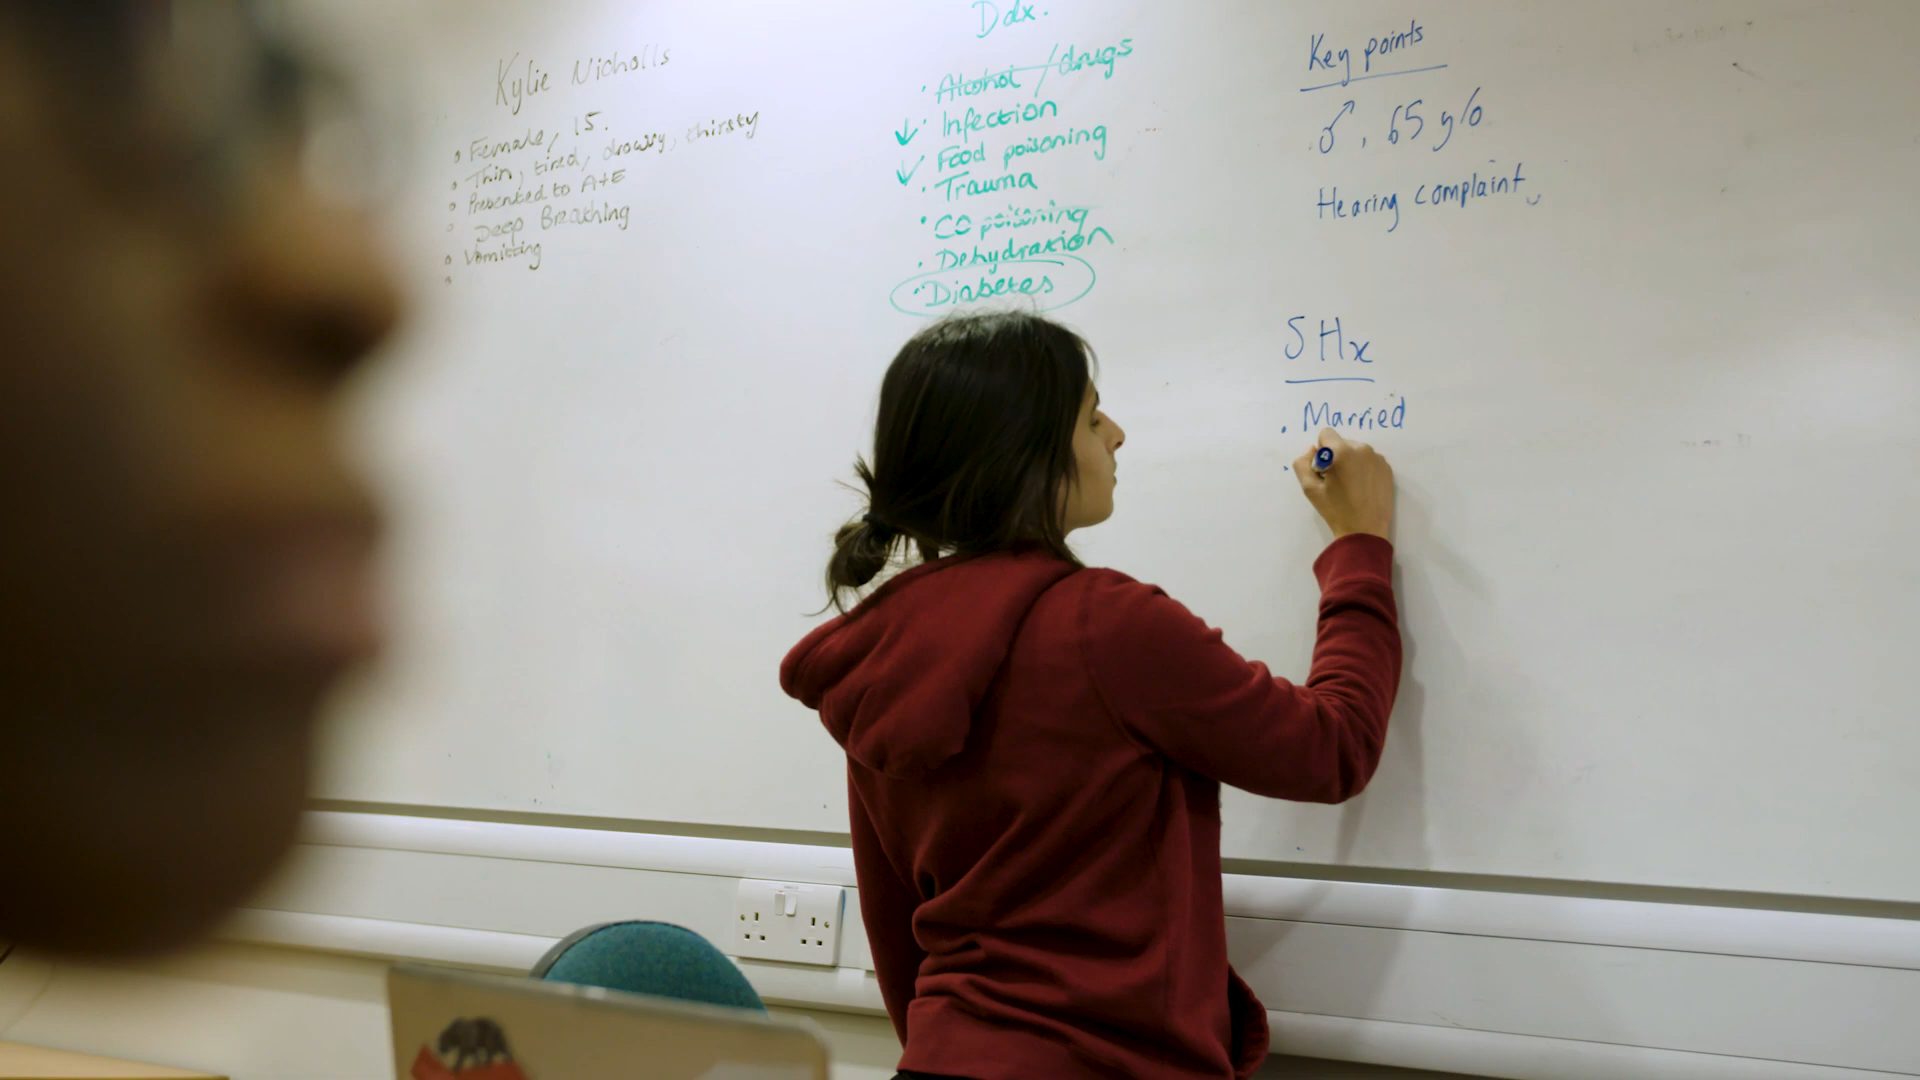 Kylie Nicholls
• Female, 15.
• Thin, tired, drowsy, thirsty
• Presented to A+E
• Deep Breathing
• Vomitting
•
Ddx.
• Alcohol / drugs
↓ • Infection
↓ • Food poisoning
• Trauma
• CO poisoning
• Dehydration
• Diabetes
Key points
. ♂, 65 y/o
Hearing complaint
SHx
• Married
•